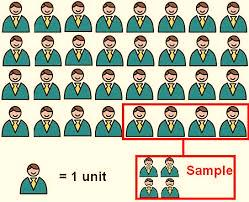 Sample
= 1 unit